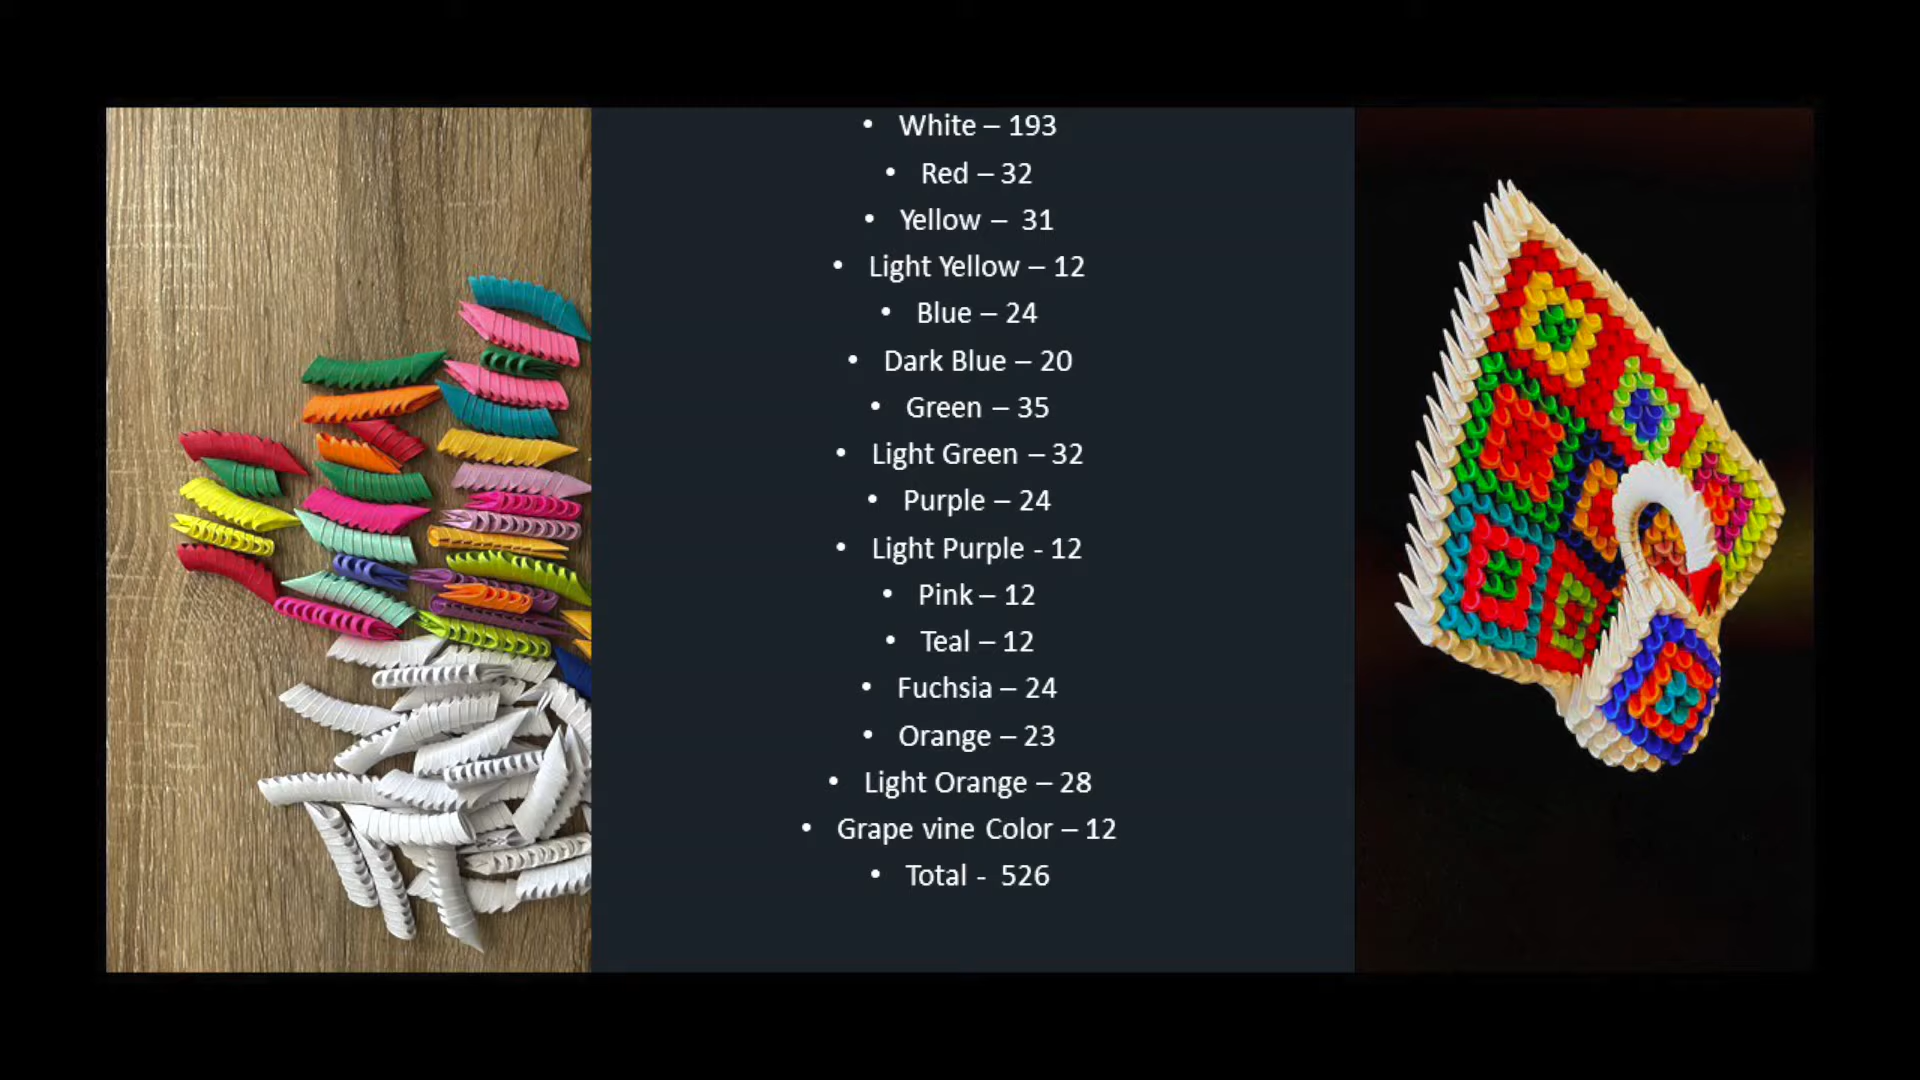 • White – 193
• Red – 32
• Yellow –  31
• Light Yellow – 12
• Blue – 24
• Dark Blue – 20
• Green – 35
• Light Green – 32
• Purple – 24
• Light Purple - 12
• Pink – 12
• Teal – 12
• Fuchsia – 24
• Orange – 23
• Light Orange – 28
• Grape vine Color – 12
• Total -  526